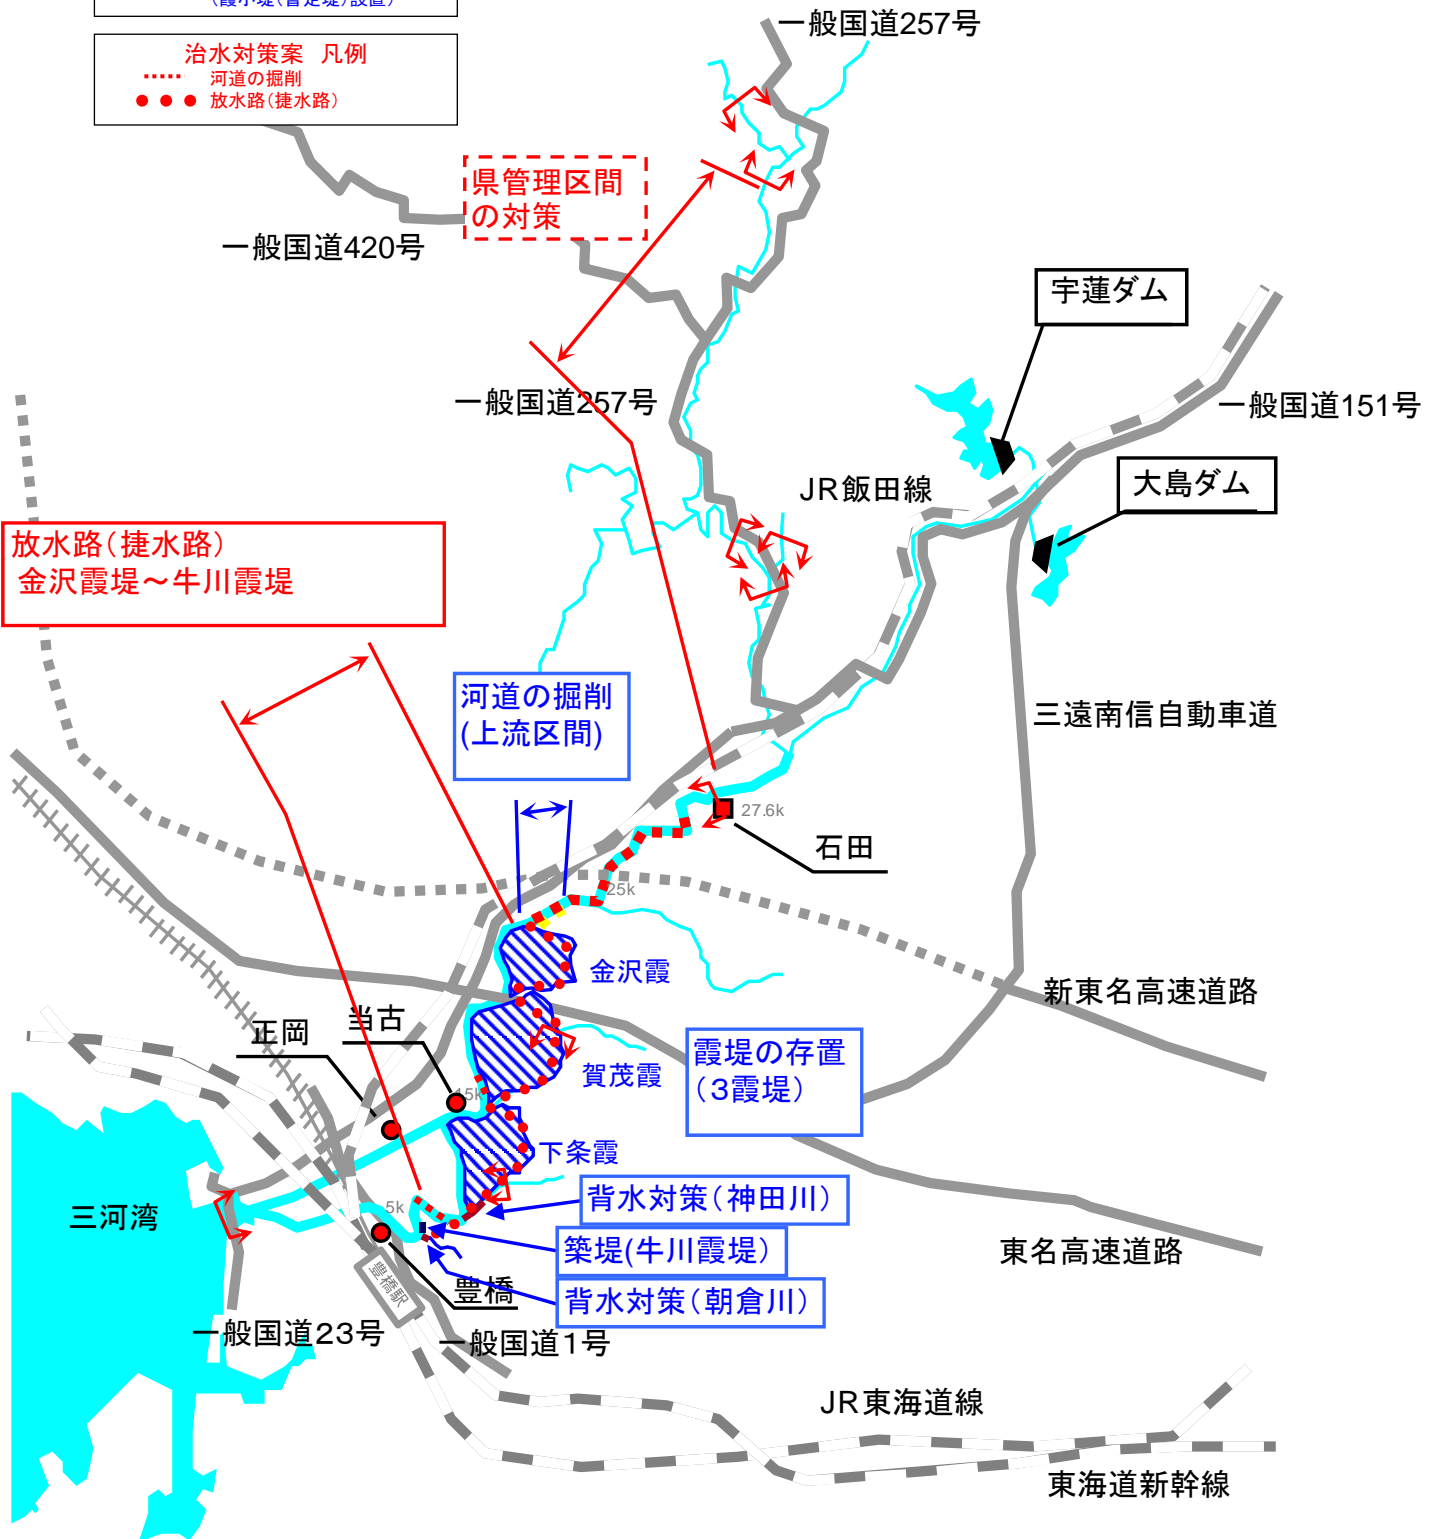 (霞小堤(暫定堤)設置)
治水対策案 凡例
河道の掘削
放水路(捷水路)
一般国道257号
県管理区間
の対策
一般国道420号
宇蓮ダム
一般国道257号
一般国道151号
JR飯田線
大島ダム
放水路(捷水路)
金沢霞堤～牛川霞堤
河道の掘削
(上流区間)
三遠南信自動車道
27.6k
石田
25k
金沢霞
新東名高速道路
当古
正岡
霞堤の存置
(3霞堤)
賀茂霞
15k
下条霞
背水対策(神田川)
5k
三河湾
築堤(牛川霞堤)
東名高速道路
豊橋駅
豊橋
背水対策(朝倉川)
一般国道23号
一般国道1号
JR東海道線
東海道新幹線